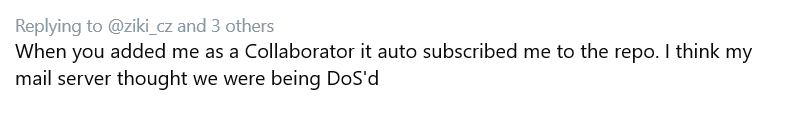 Replying to @ziki_cz and 3 others
When you added me as a Collaborator it auto subscribed me to the repo. I think my
mail server thought we were being DoS'd